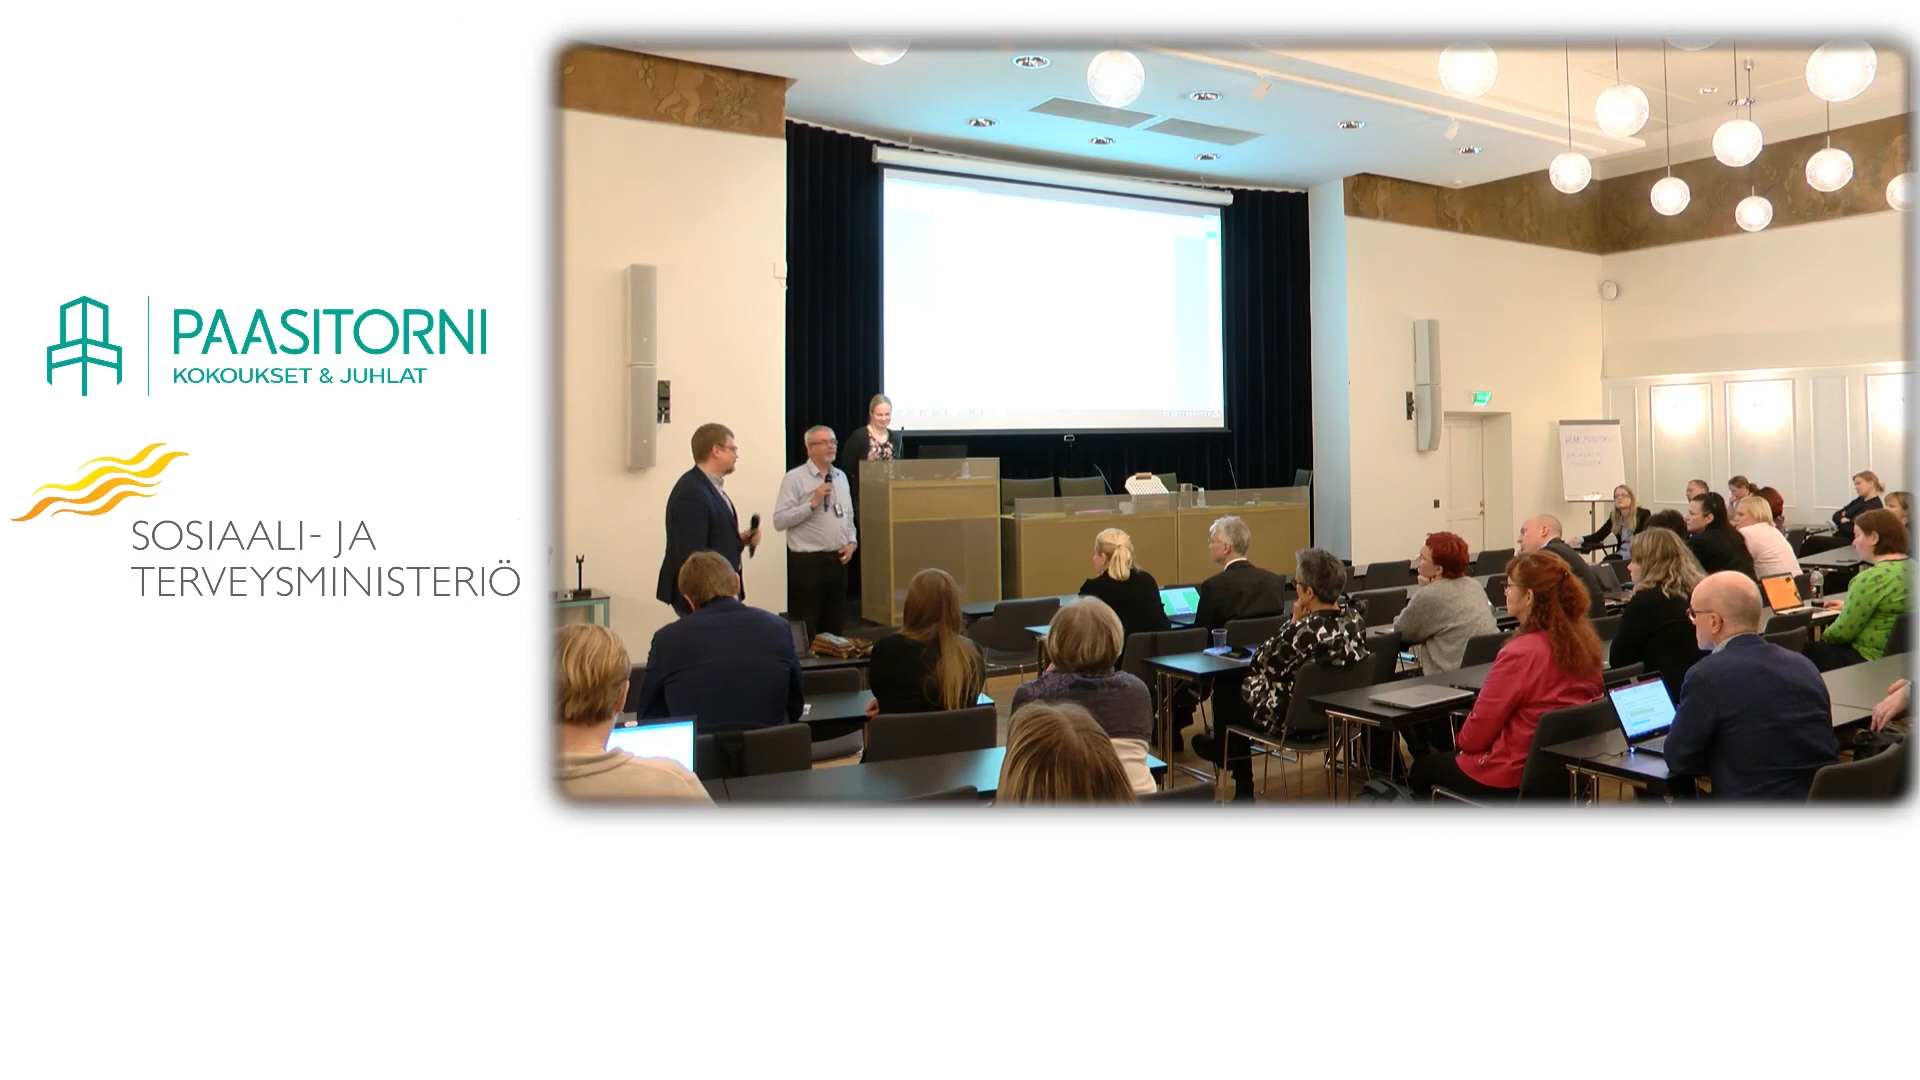 PAASITORNI
KOKOUKSET & JUHLAT
SOSIAALI- JA
TERVEYSMINISTERIÖ